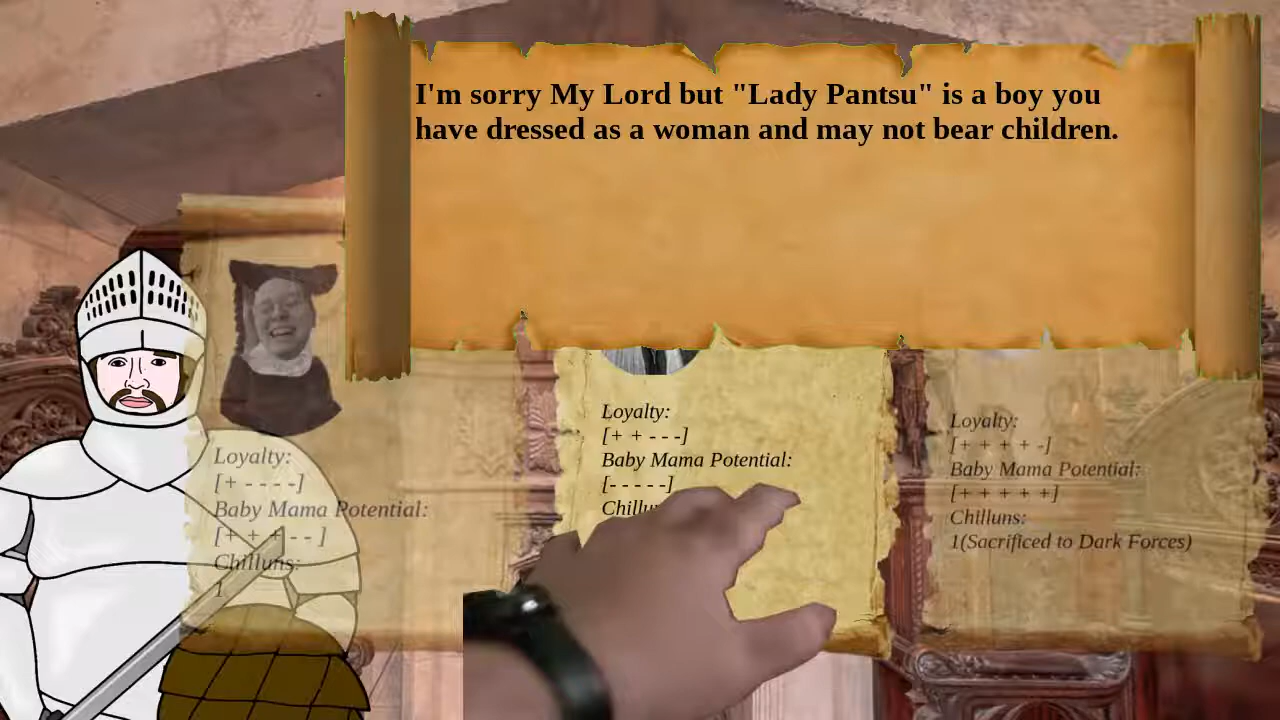 I'm sorry My Lord but "Lady Pantsu" is a boy you
have dressed as a woman and may not bear children.
Loyalty:
[+ - - - -]
Baby Mama Potential:
[+ + + - - ]
Chilluns:
1
Loyalty:
[+ + - - -]
Baby Mama Potential:
[- - - - -]
Loyalty:
[+ + + + -]
Baby Mama Potential:
[+ + + + +]
Chilluns:
1(Sacrificed to Dark Forces)